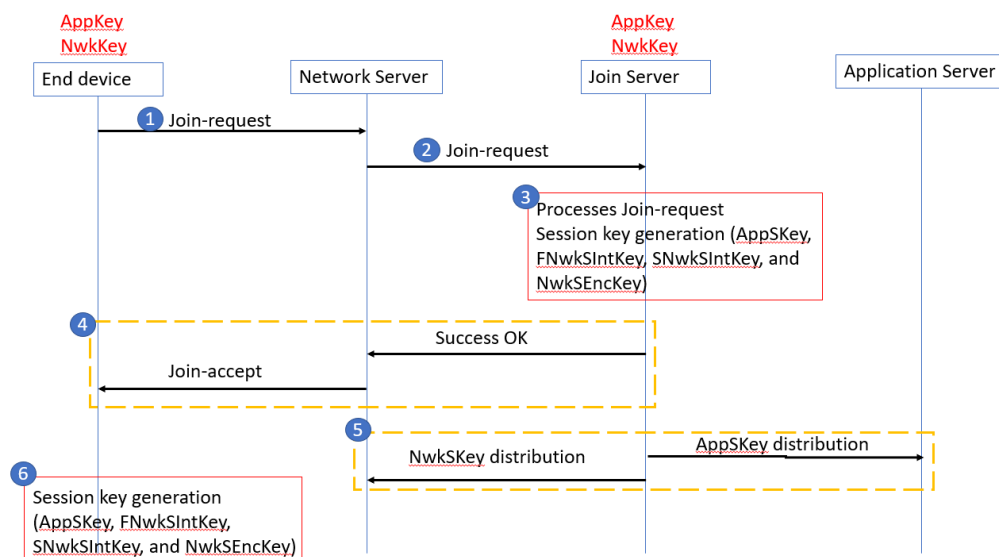 AppKey
NwkKey
AppKey
NwkKey
End device
Network Server
Join Server
Application Server
1 Join-request
2 Join-request
3
Processes Join-request
Session key generation (AppSKey,
FNwkSIntKey, SNwkSIntKey, and
NwkSEncKey)
4
Success OK
Join-accept
5
AppSKey distribution
NwkSKey distribution
6
Session key generation
(AppSKey, FNwkSIntKey,
SNwkSIntKey, and NwkSEncKey)